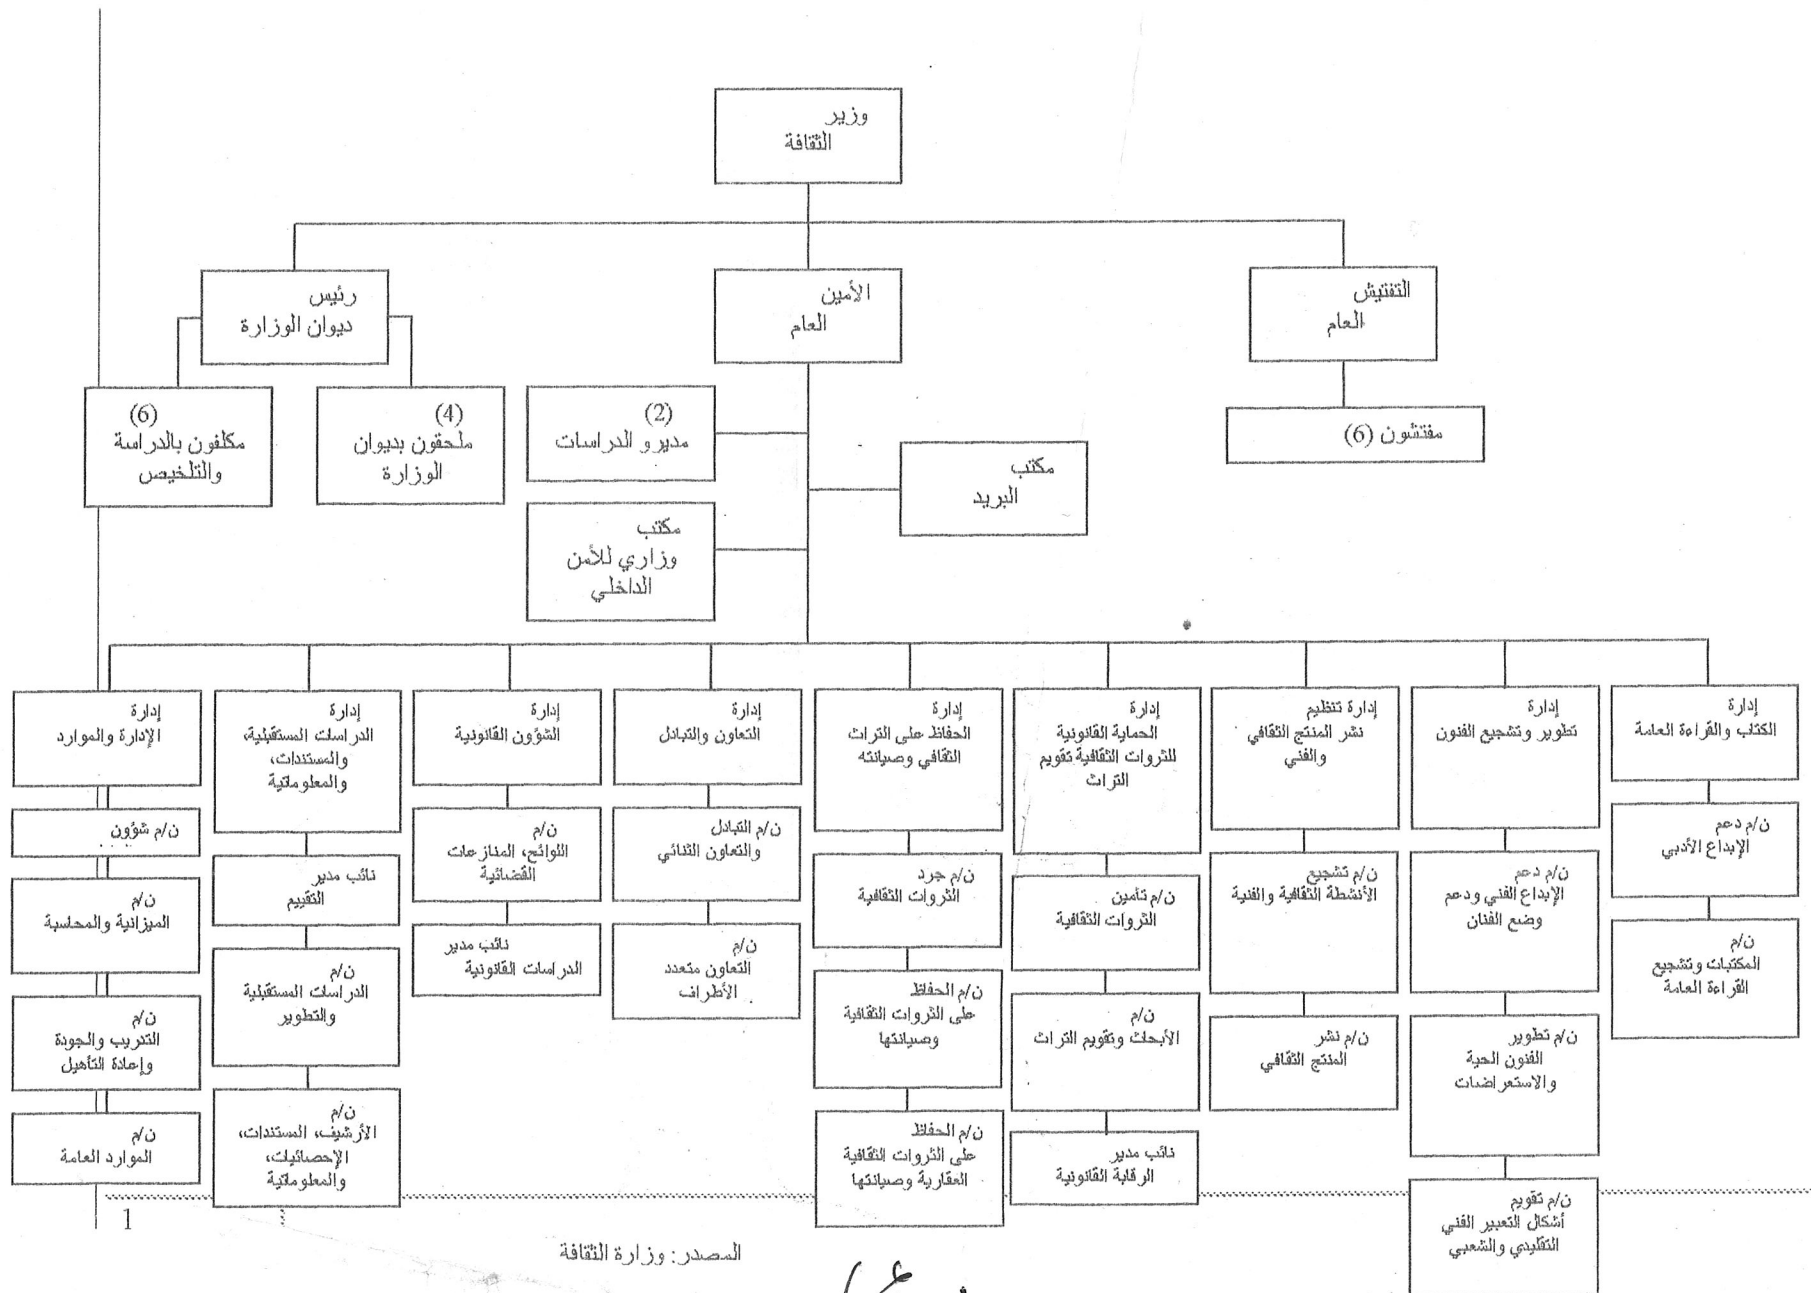 وزير
الثقافة
التفتيش
العام
الأمين
العام
رئيس
ديوان الوزارة
مفتشون (6)
مكتب
البريد
(2)
مديرو الدراسات
مكتب
وزاري للأمن
الداخلي
(4)
ملحقون بديوان
الوزارة
(6)
مكلفون بالدراسة
والتلخيص
إدارة
الكتاب والقراءة العامة
ن/م دعم
الإبداع الأدبي
ن/م
المكتبات وتشجيع
القراءة العامة
إدارة
تطوير وتشجيع الفنون
ن/م دعم
الإبداع الفني ودعم
وضع الفنان
ن/م تطوير
الفنون الحية
والاستعراضات
ن/م تقويم
أشكال التعبير الفني
التقليدي والشعبي
إدارة تنظيم
نشر المنتج الثقافي
والفني
ن/م تشجيع
الأنشطة الثقافية والفنية
ن/م نشر
المنتج الثقافي
إدارة
الحماية القانونية
للثروات الثقافية تقويم
التراث
ن/م تأمين
الثروات الثقافية
ن/م
الأبحاث وتقويم التراث
نائب مدير
الرقابة القانونية
إدارة
الحفاظ على التراث
الثقافي وصيانته
ن/م جرد
الثروات الثقافية
ن/م الحفاظ
على الثروات الثقافية
وصيانتها
ن/م الحفاظ
على الثروات الثقافية
العقارية وصيانتها
إدارة
التعاون والتبادل
ن/م التبادل
والتعاون الثنائي
ن/م
التعاون متعدد
الأطراف
إدارة
الشؤون القانونية
ن/م
اللوائح، المنازعات
القضائية
نائب مدير
الدراسات القانونية
إدارة
الدراسات المستقبلية،
والمستندات،
والمعلوماتية
نائب مدير
التقييم
ن/م
الدراسات المستقبلية
والتطوير
ن/م
الأرشيف، المستندات،
الإحصائيات،
والمعلوماتية
إدارة
الإدارة والموارد
ن/م شؤون
ن/م
الميزانية والمحاسبة
ن/م
التدريب والجودة
وإعادة التأهيل
ن/م
الموارد العامة
1
المصدر: وزارة الثقافة